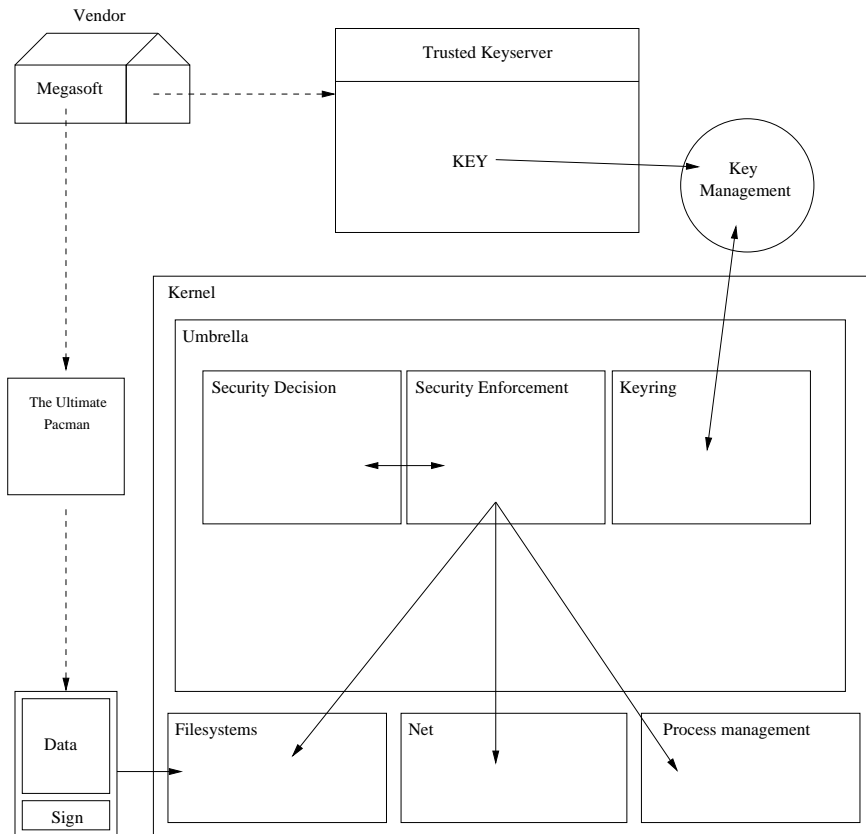 Vendor
Megasoft
Trusted Keyserver
KEY
Key
Management
Kernel
Umbrella
Security Decision
Security Enforcement
Keyring
The Ultimate
Pacman
Data
Sign
Filesystems
Net
Process management